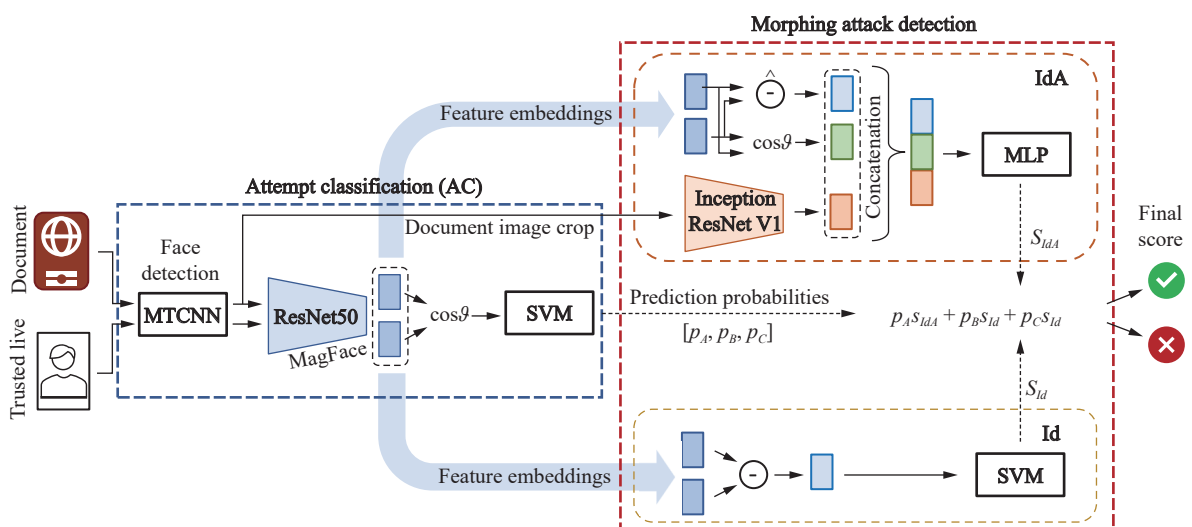 Morphing attack detection
IdA
Feature embeddings
^
-
cosϑ
Concatenation
MLP
Inception
ResNet V1
Attempt classification (AC)
Document image crop
Document
Face
detection
MTCNN
ResNet50
MagFace
cosϑ
SVM
Prediction probabilities
[p_A, p_B, p_C]
S_IdA
p_A s_IdA + p_B s_Id + p_C s_Id
Final
score
Trusted live
S_Id
Id
Feature embeddings
-
SVM